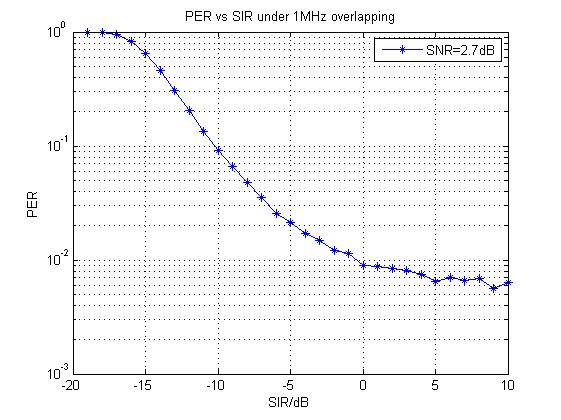 PER vs SIR under 1MHz overlapping
SNR=2.7dB
10^0
10^-1
10^-2
10^-3
PER
-20 -15 -10 -5 0 5 10
SIR/dB